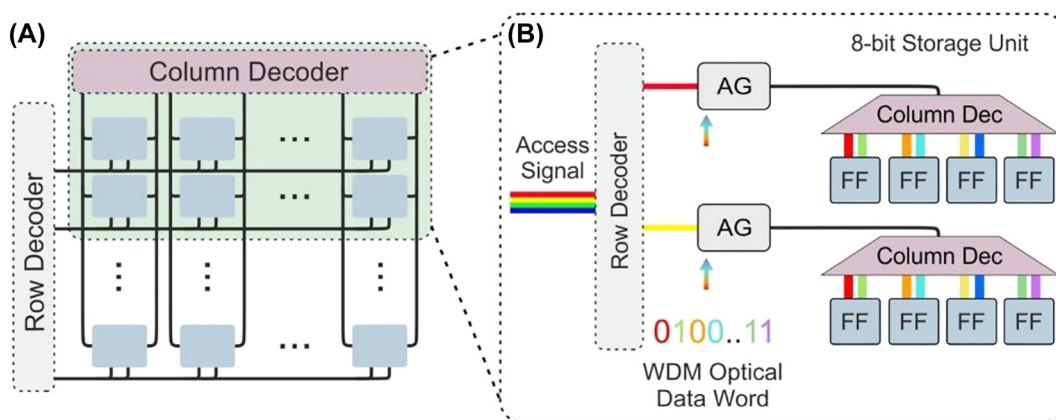 (A)
Column Decoder
...
...
...
Row Decoder
(B)
8-bit Storage Unit
Access
Signal
Row Decoder
AG
Column Dec
FF FF FF FF
AG
Column Dec
FF FF FF FF
0100..11
WDM Optical
Data Word